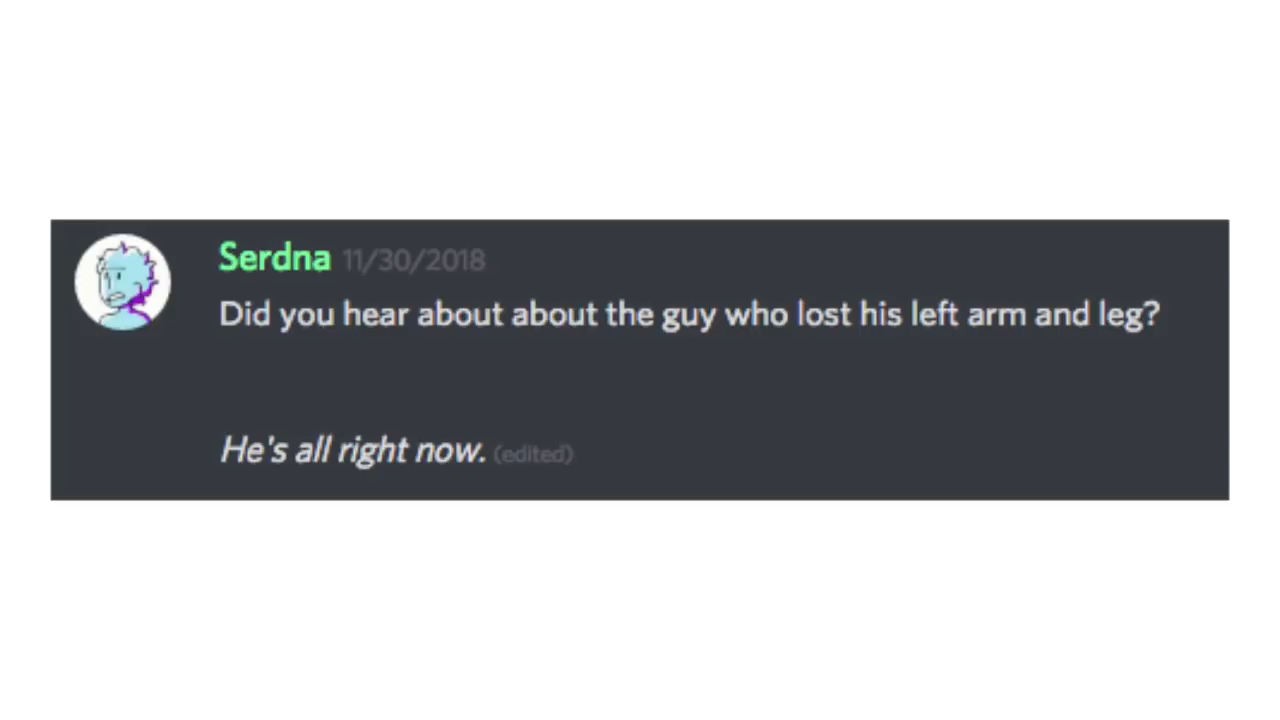 Serdna 11/30/2018
Did you hear about about the guy who lost his left arm and leg?
He's all right now. (edited)